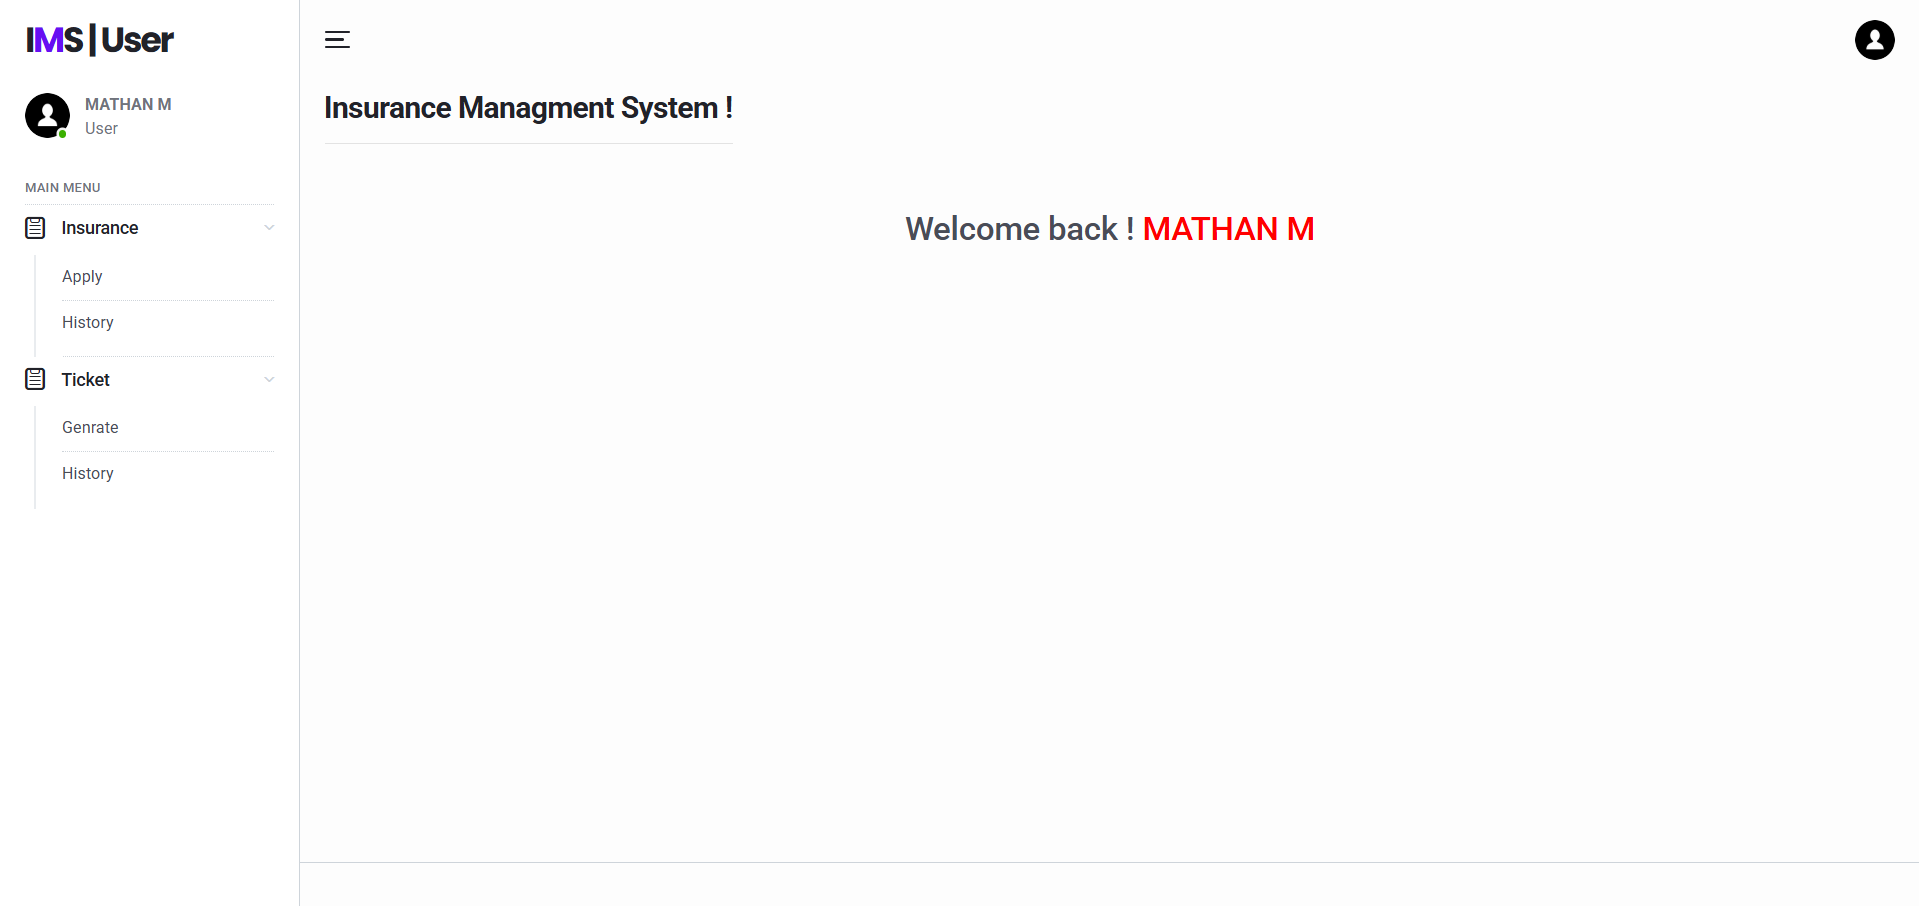 IMS | User
MATHAN M
User
MAIN MENU
Insurance
Apply
History
Ticket
Genrate
History
Insurance Managment System !
Welcome back ! MATHAN M